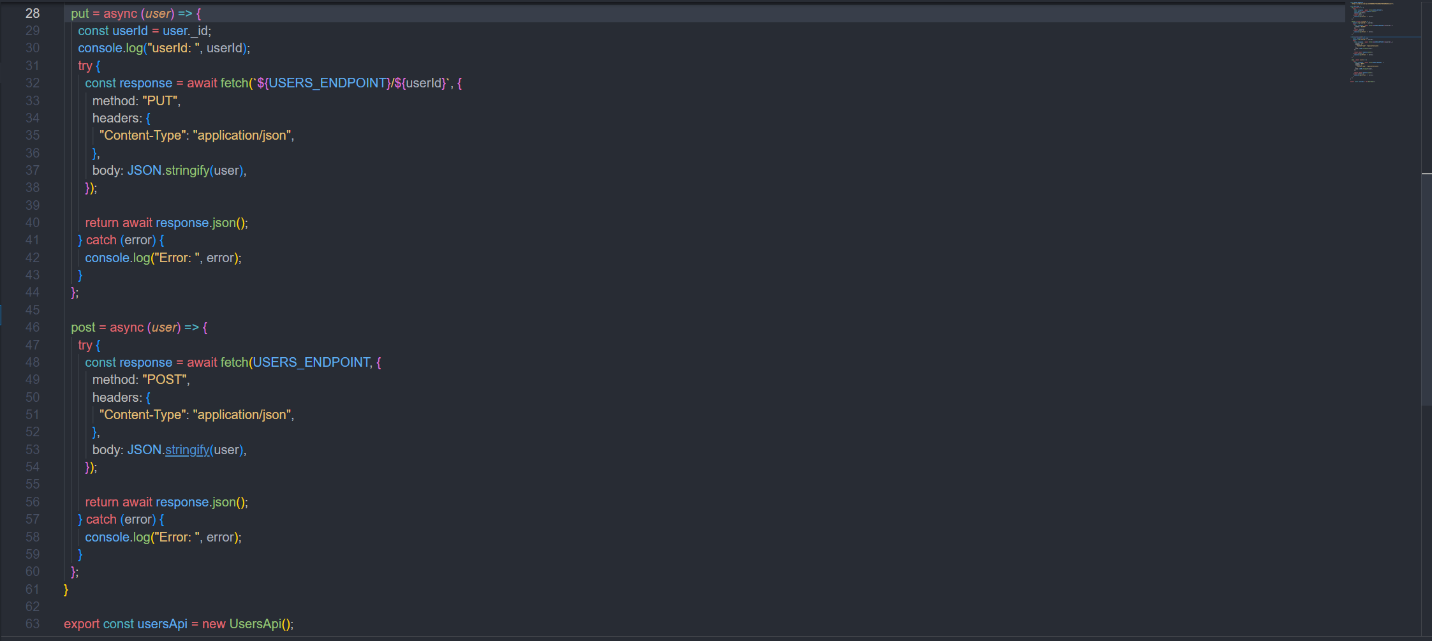 28 put = async (user) => {
29 const userId = user._id;
30 console.log("userId: ", userId);
31 try {
32 const response = await fetch(`${USERS_ENDPOINT}/${userId}`, {
33 method: "PUT",
34 headers: {
35 "Content-Type": "application/json",
36 },
37 body: JSON.stringify(user),
38 });
39
40 return await response.json();
41 } catch (error) {
42 console.log("Error: ", error);
43 }
44 };
45
46 post = async (user) => {
47 try {
48 const response = await fetch(USERS_ENDPOINT, {
49 method: "POST",
50 headers: {
51 "Content-Type": "application/json",
52 },
53 body: JSON.stringify(user),
54 });
55
56 return await response.json();
57 } catch (error) {
58 console.log("Error: ", error);
59 }
60 };
61 }
62
63 export const usersApi = new UsersApi();